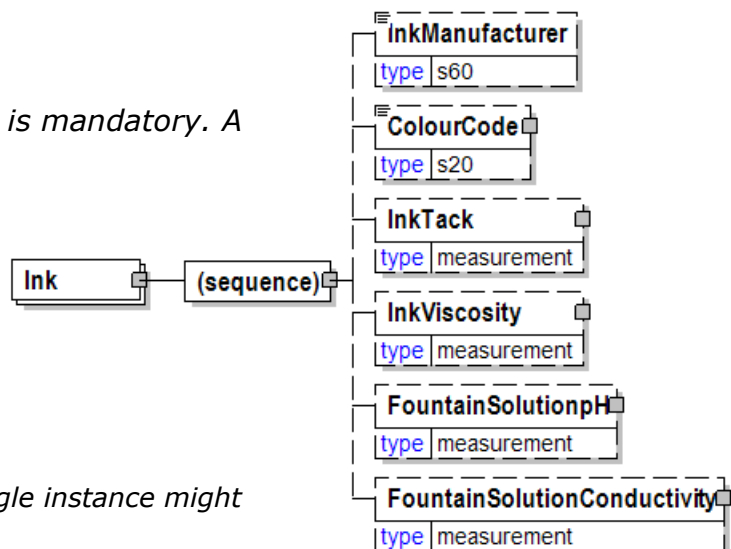 InkManufacturer
type s60
is mandatory. A
ColourCode
type s20
InkTack
type measurement
Ink
(sequence)
InkViscosity
type measurement
FountainSolutionpH
type measurement
instance might
FountainSolutionConductivity
type measurement